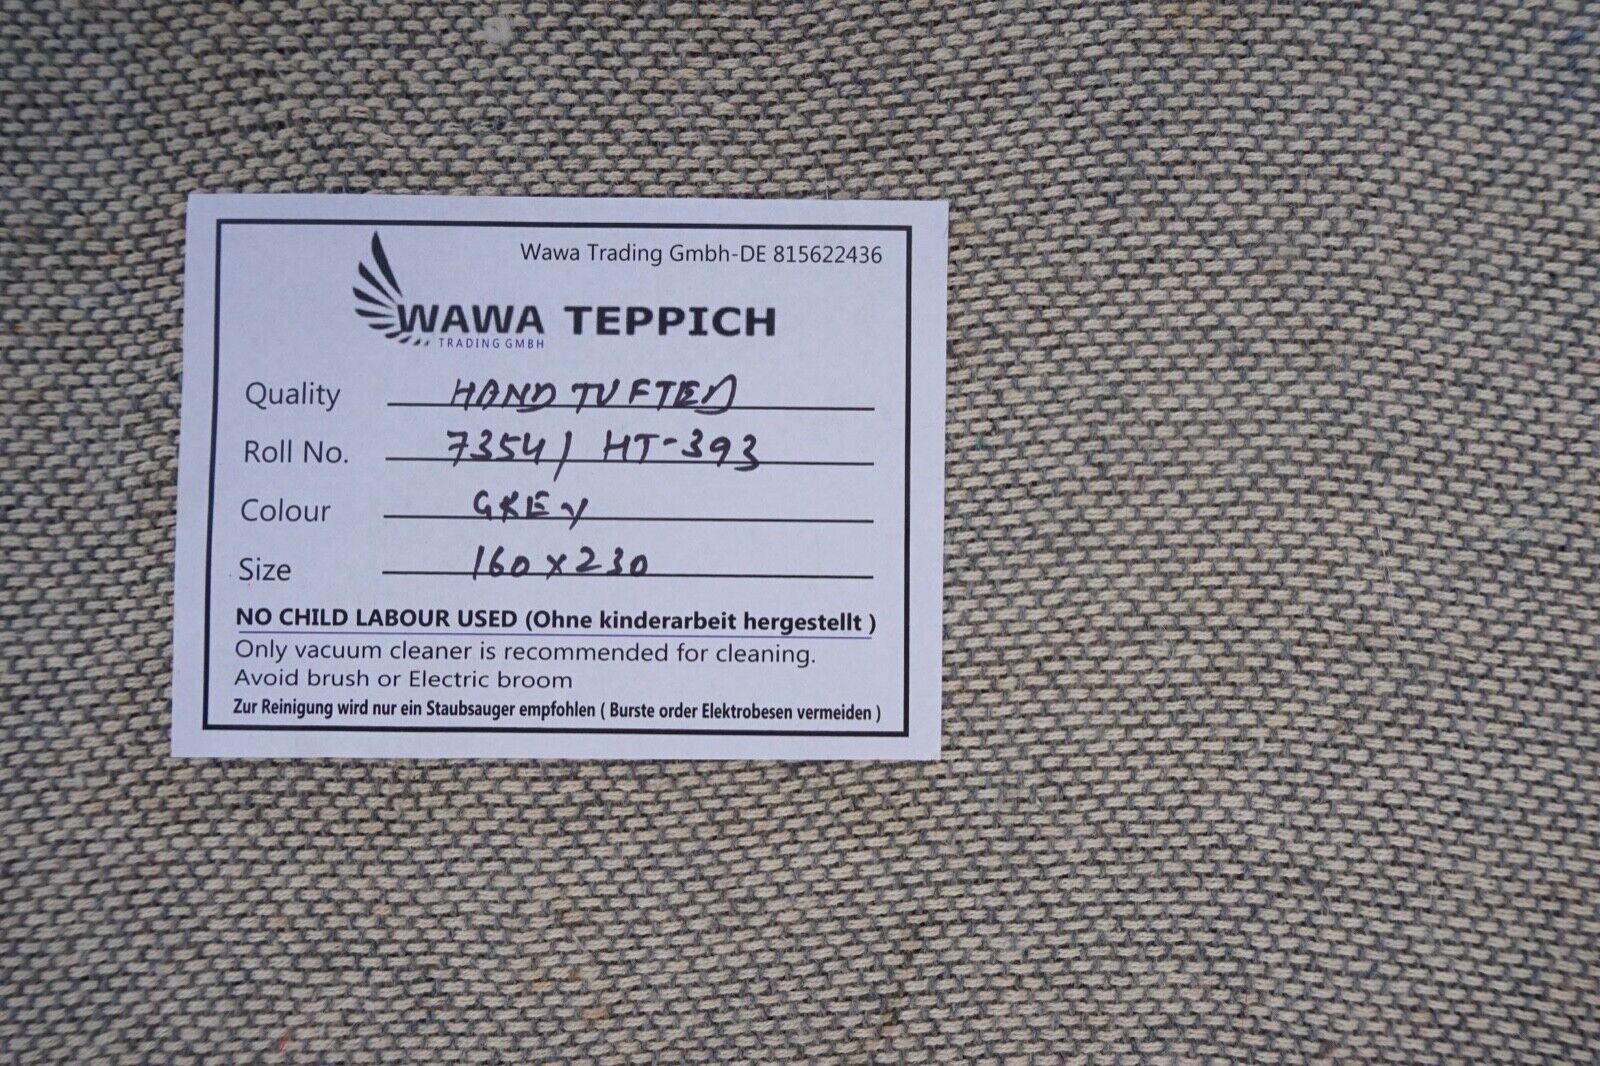 Wawa Trading Gmbh-DE 815622436
WAWA TEPPICH
TRADING GMBH
Quality HAND TUFTED
Roll No. 7354/ HT-393
Colour GREY
Size 160x230
NO CHILD LABOUR USED (Ohne kinderarbeit hergestellt )
Only vacuum cleaner is recommended for cleaning.
Avoid brush or Electric broom
Zur Reinigung wird nur ein Staubsauger empfohlen ( Burste order Elektrobesen vermeiden )